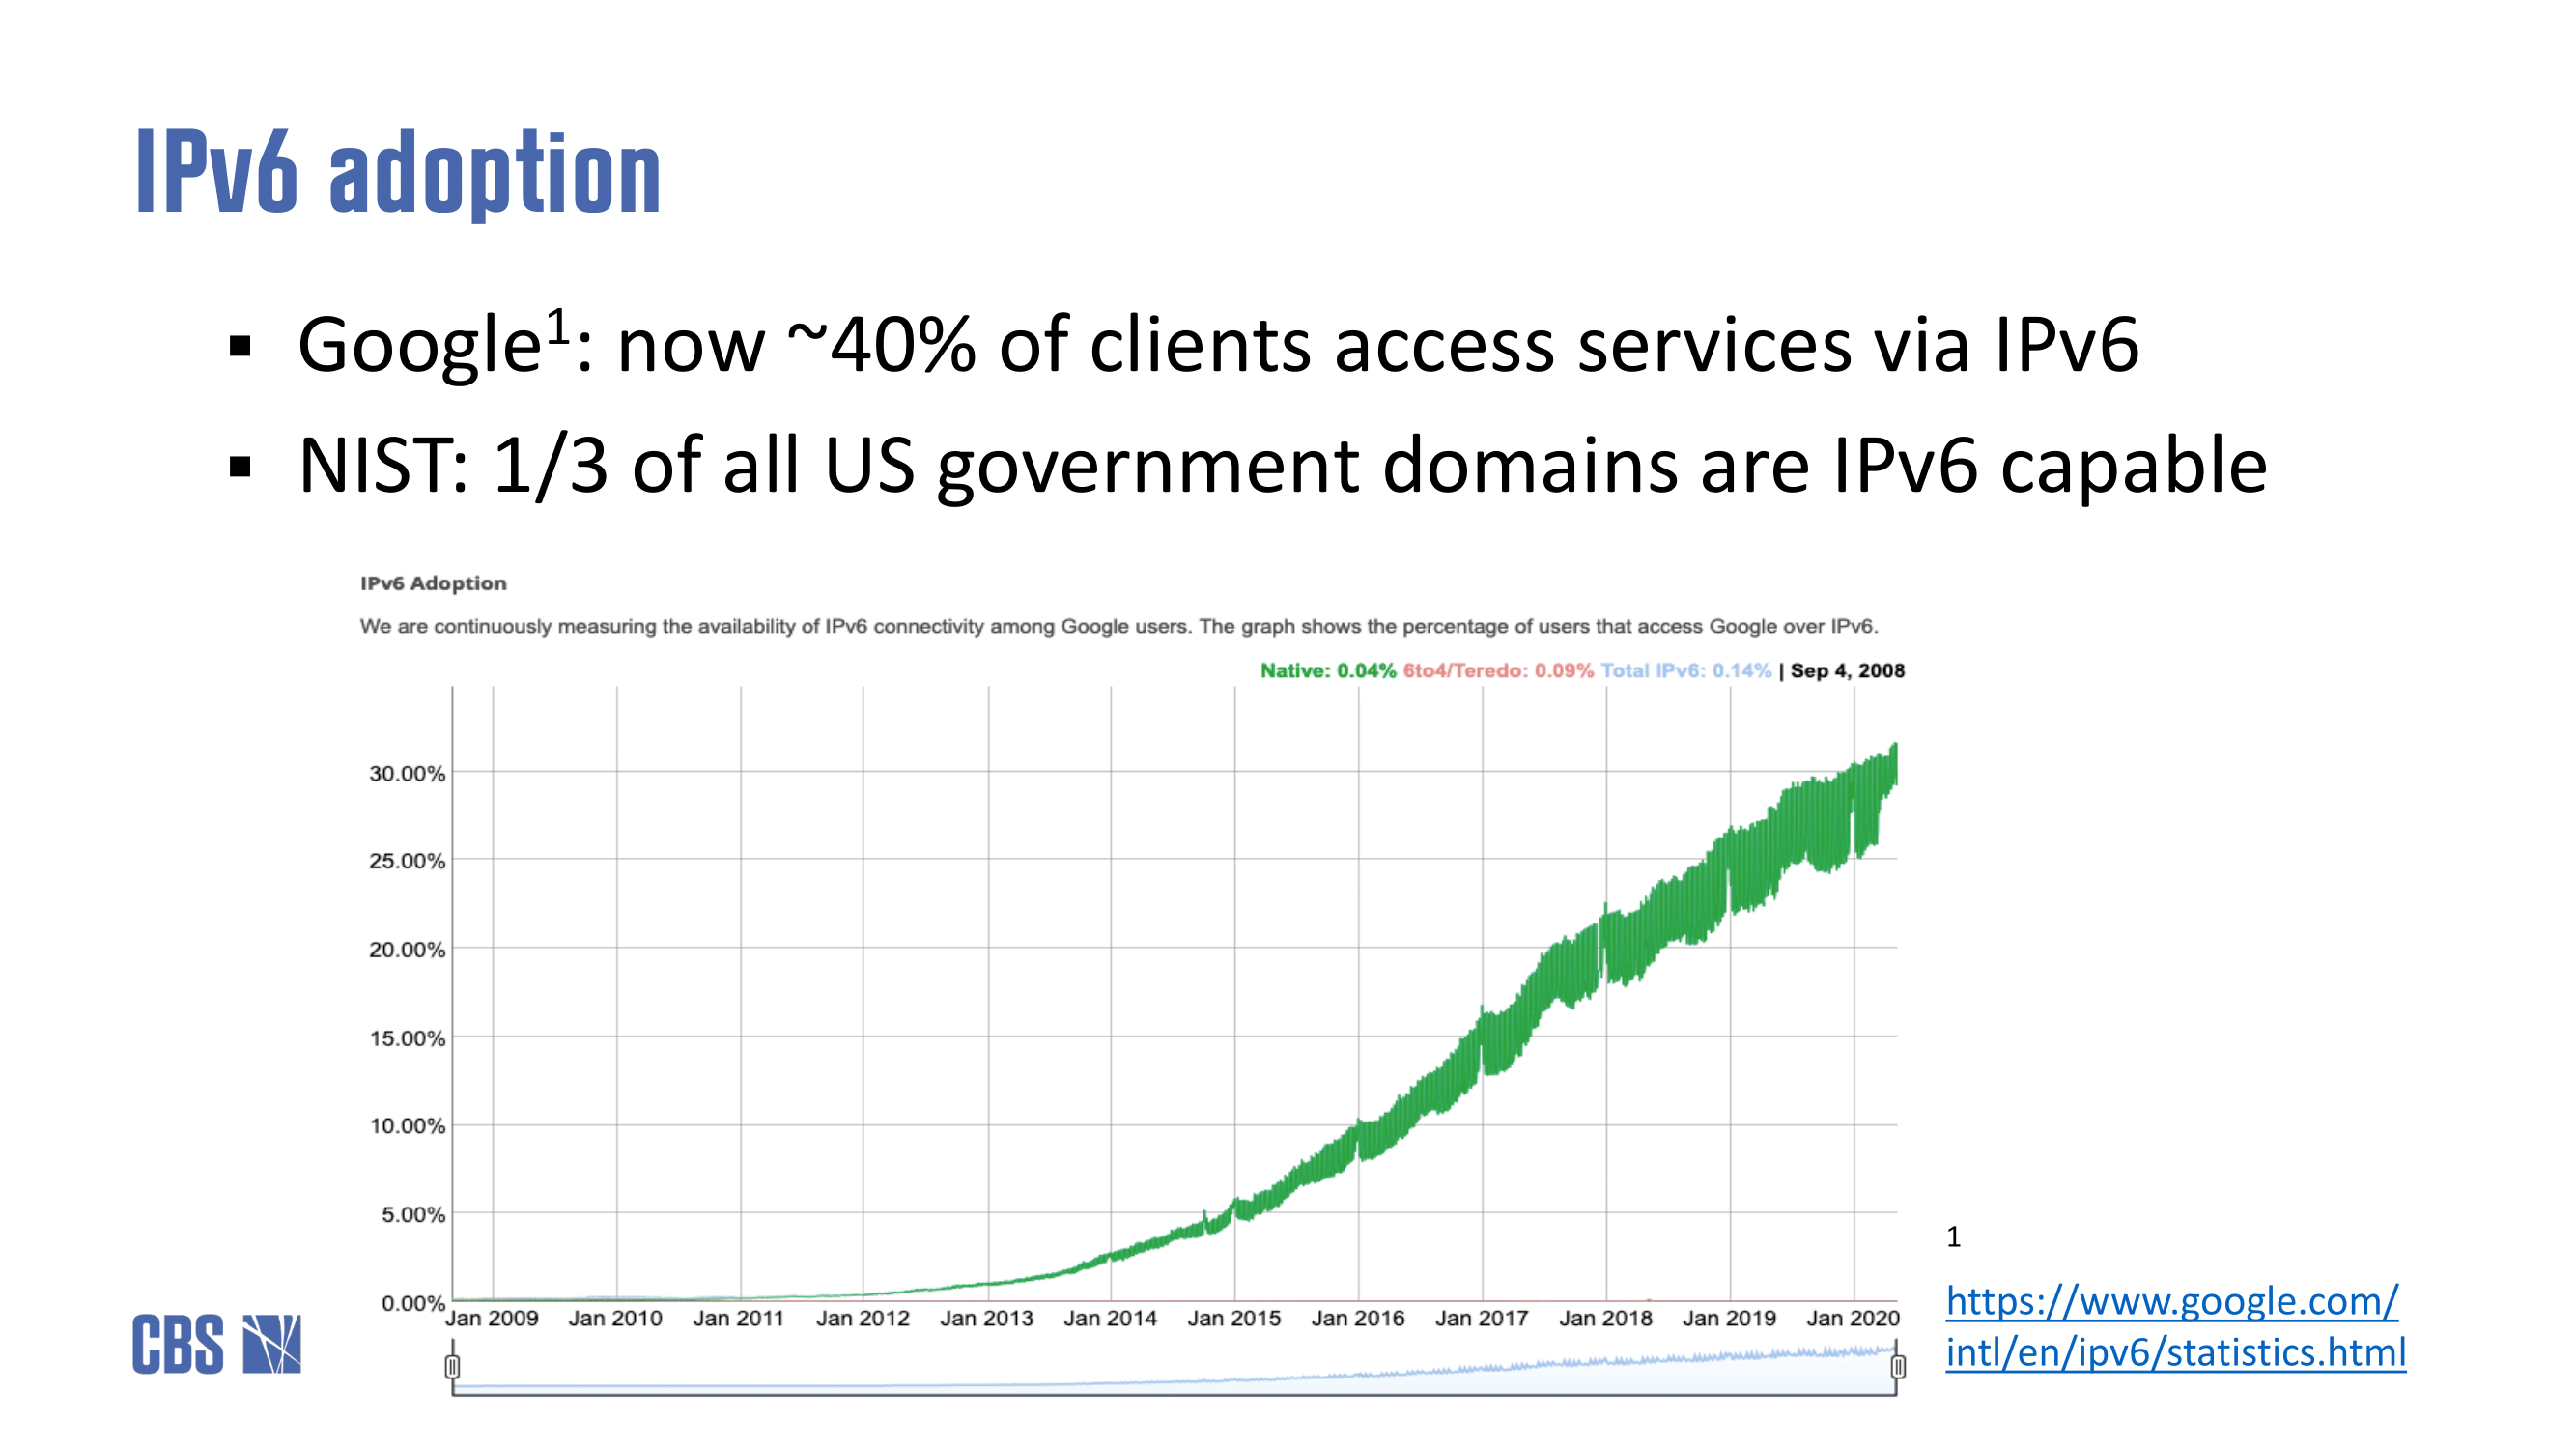 IPv6 adoption
▪ Google1: now ~40% of clients access services via IPv6
▪ NIST: 1/3 of all US government domains are IPv6 capable
IPv6 Adoption
We are continuously measuring the availability of IPv6 connectivity among Google users. The graph shows the percentage of users that access Google over IPv6.
Native: 0.04% 6to4/Teredo: 0.09% Total IPv6: 0.14% | Sep 4, 2008
30.00%
25.00%
20.00%
15.00%
10.00%
5.00%
0.00%
Jan 2009 Jan 2010 Jan 2011 Jan 2012 Jan 2013 Jan 2014 Jan 2015 Jan 2016 Jan 2017 Jan 2018 Jan 2019 Jan 2020
1
https://www.google.com/
intl/en/ipv6/statistics.html
CBS